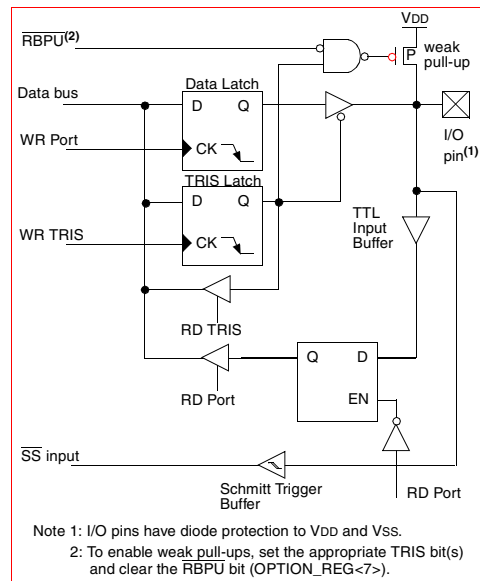 VDD
RBPU(2)
P
weak
pull-up
Data Latch
Data bus
D
Q
I/O
pin(1)
WR Port
CK
TRIS Latch
D
Q
TTL
Input
Buffer
WR TRIS
CK
RD TRIS
Q
D
RD Port
EN
SS input
Schmitt Trigger
Buffer
RD Port
Note 1: I/O pins have diode protection to VDD and VSS.
2: To enable weak pull-ups, set the appropriate TRIS bit(s)
and clear the RBPU bit (OPTION_REG<7>).